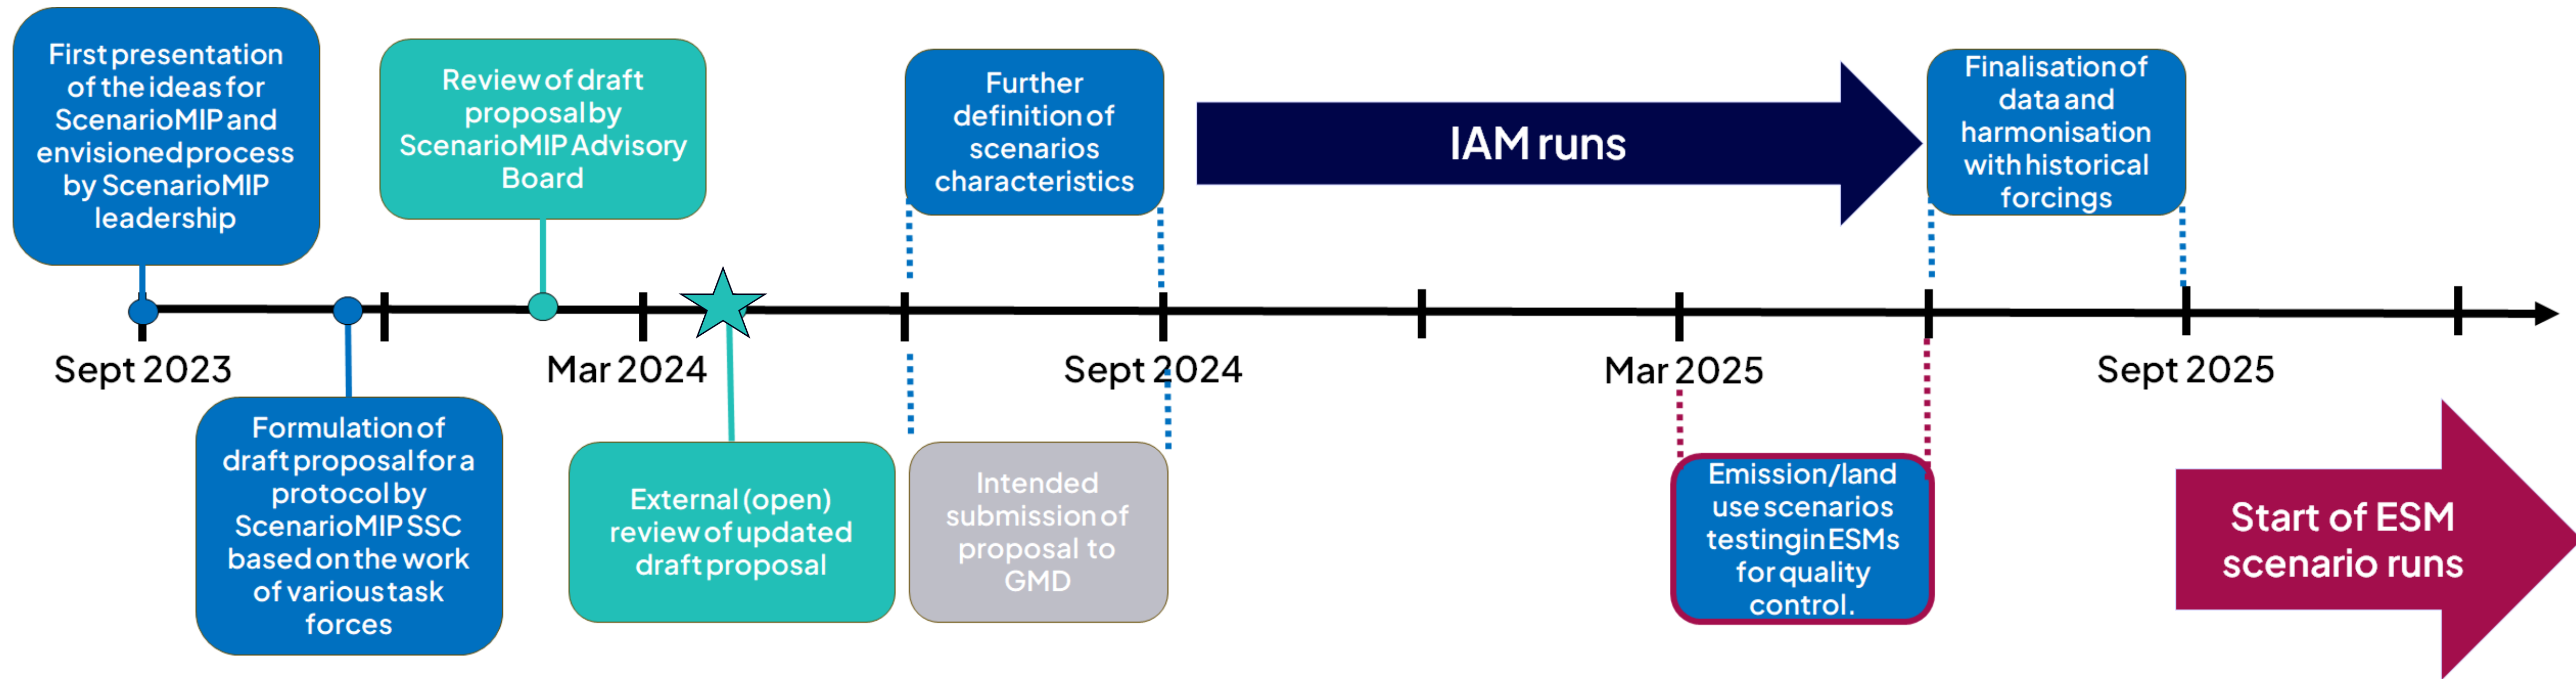 First presentation
of the ideas for
ScenarioMIP and
envisioned process
by ScenarioMIP
leadership
Review of draft
proposal by
ScenarioMIP Advisory
Board
Further
definition of
scenarios
characteristics
IAM runs
Finalisation of
data and
harmonisation
with historical
forcings
Sept 2023
Mar 2024
Sept 2024
Mar 2025
Sept 2025
Formulation of
draft proposal for a
protocol by
ScenarioMIP SSC
based on the work
of various task
forces
External (open)
review of updated
draft proposal
Intended
submission of
proposal to
GMD
Emission/land
use scenarios
testing in ESMs
for quality
control.
Start of ESM
scenario runs